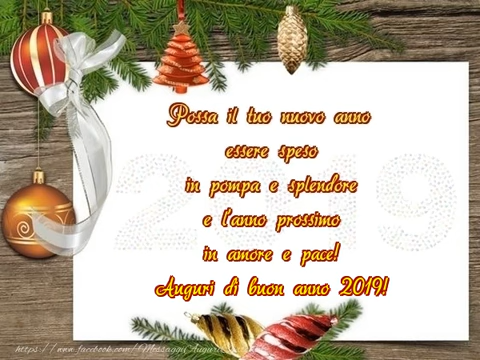 Possa il tuo nuovo anno
essere speso
in pompa e splendore
e l'anno prossimo
in amore e pace!
Auguri di buon anno 2019!
2019